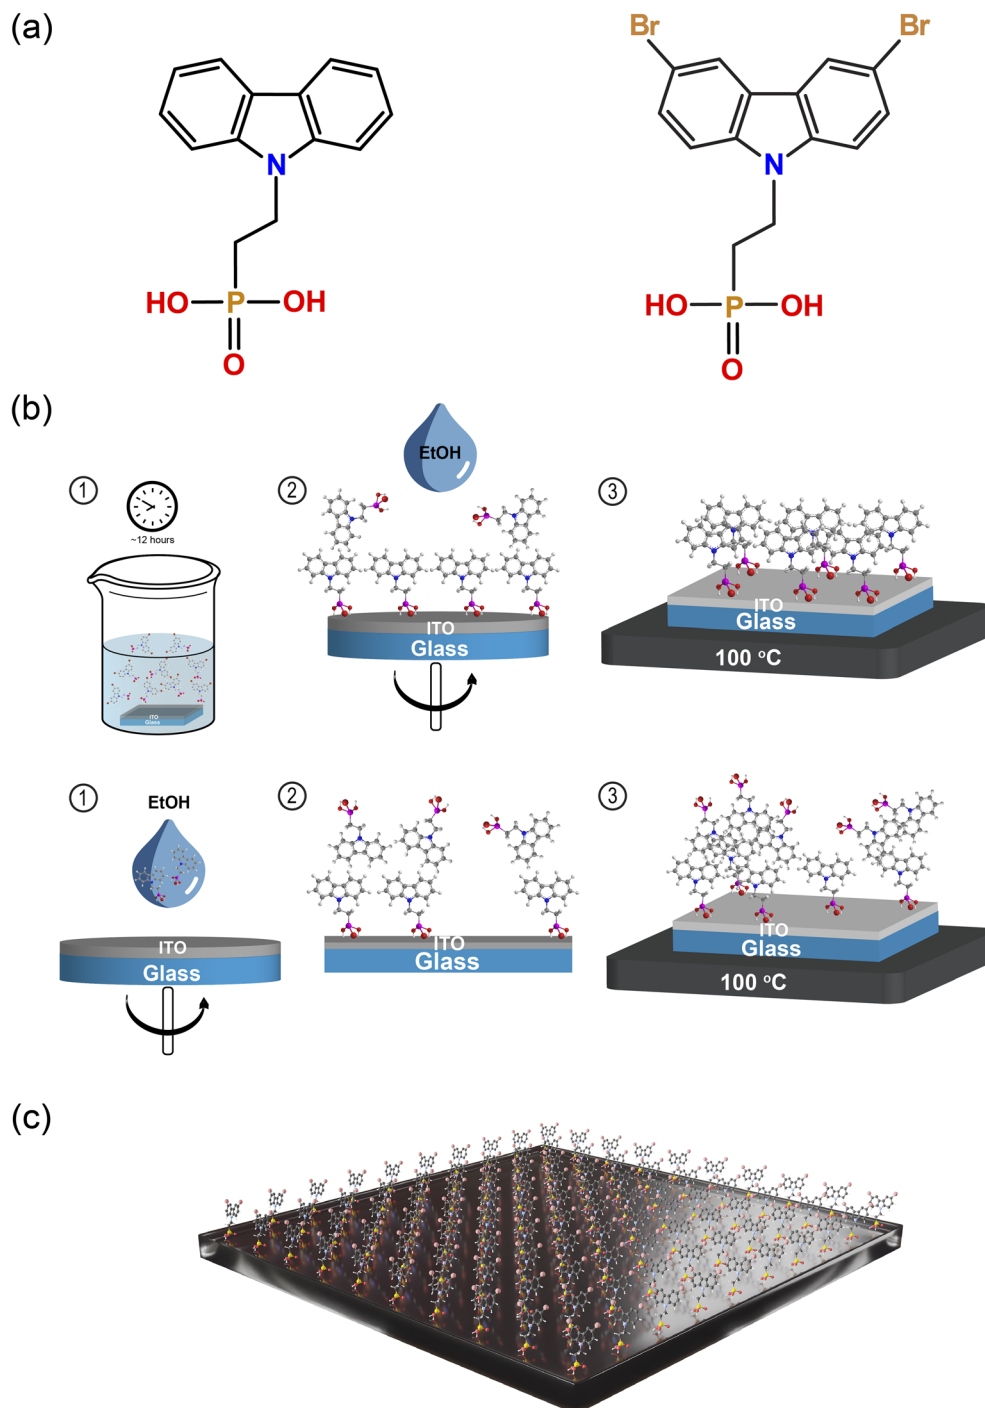 (a)
Br Br
N N
HO P OH HO P OH
O O
(b)
1 2 EtOH 3
~12 hours
ITO
Glass
ITO
Glass
ITO
Glass
100 °C
1 2 3
EtOH
ITO
Glass
ITO
Glass
ITO
Glass
100 °C
(c)